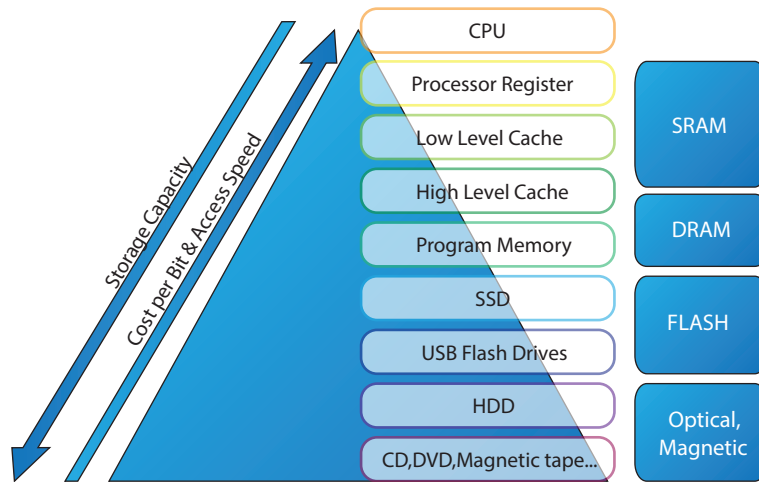 CPU
Processor Register
Low Level Cache
High Level Cache
Program Memory
SSD
USB Flash Drives
HDD
CD,DVD,Magnetic tape...
SRAM
DRAM
FLASH
Optical,
Magnetic
Storage Capacity
Cost per Bit & Access Speed